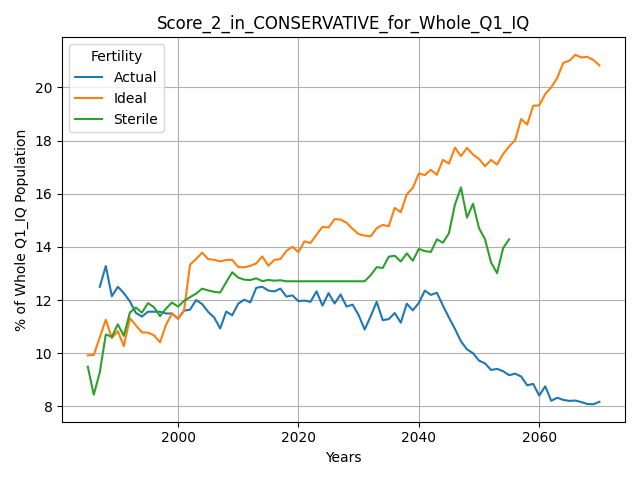 Score_2_in_CONSERVATIVE_for_Whole_Q1_IQ
Fertility
Actual
Ideal
Sterile
% of Whole Q1_IQ Population
20
18
16
14
12
10
8
2000
2020
2040
2060
Years